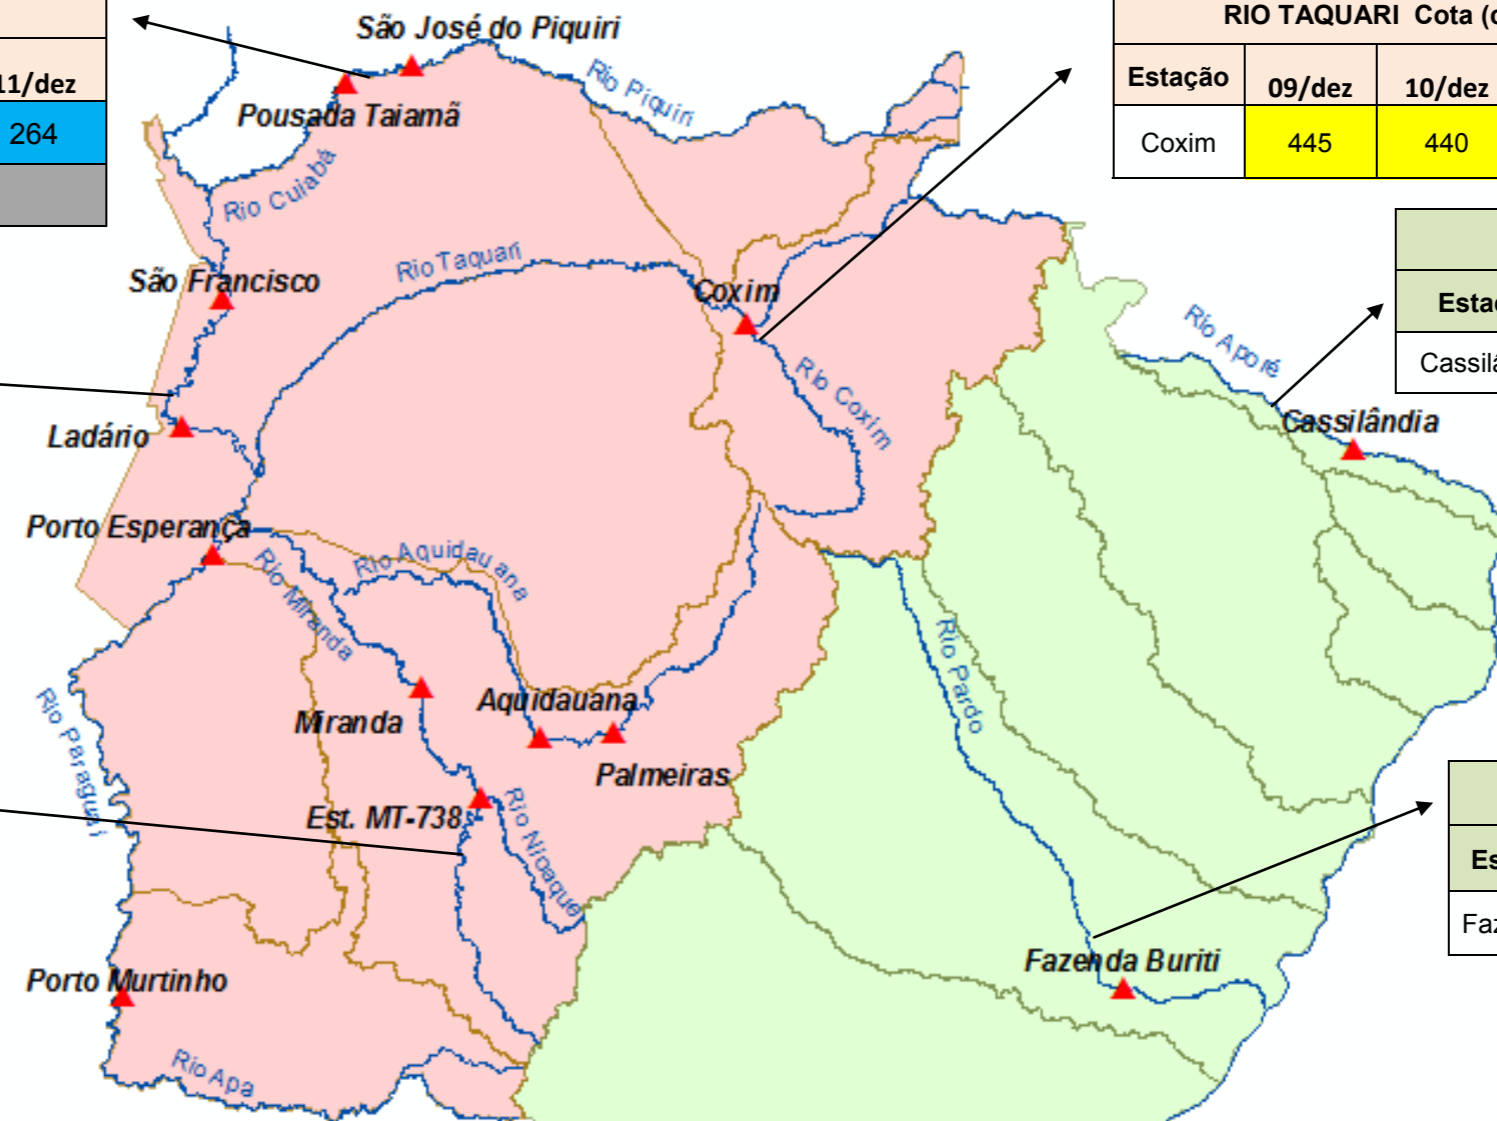 RIO TAQUARI Cota (c
Estação 09/dez 10/dez
Coxim 445 440
11/dez
264
São José do Piquiri
Pousada Taiamã
Rio Piquiri
Rio Cuiabá
Rio Taquari
São Francisco
Coxim
Rio Coxim
Ladário
Estaç
Cassilâ
Rio Aporé
Cassilândia
Porto Esperança
Rio Aquidauana
Rio Miranda
Rio Pardo
Rio Paraguai
Miranda
Aquidauana
Palmeiras
Est. MT-738
Rio Nioaque
Es
Faz
Fazenda Buriti
Porto Murtinho
Rio Apa